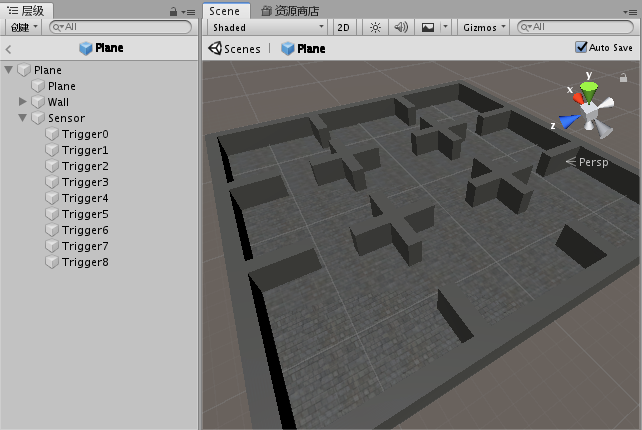 层级 Scene 资源商店
创建 All Shaded 2D Gizmos All
Plane Scenes Plane Auto Save
Plane
Plane
Wall
Sensor
Trigger0
Trigger1
Trigger2
Trigger3
Trigger4
Trigger5
Trigger6
Trigger7
Trigger8
y
x
z
Persp